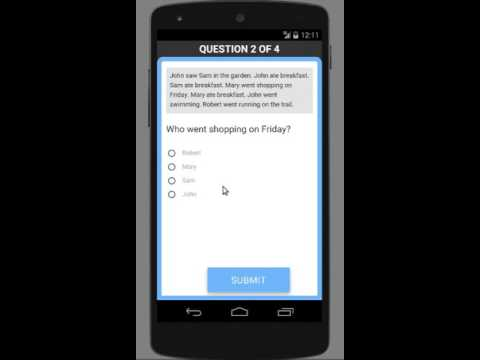 12:11
QUESTION 2 OF 4
John saw Sam in the garden. John ate breakfast.
Sam ate breakfast. Mary went shopping on
Friday. Mary ate breakfast. John went
swimming. Robert went running on the trail.
Who went shopping on Friday?
Robert
Mary
Sam
John
SUBMIT